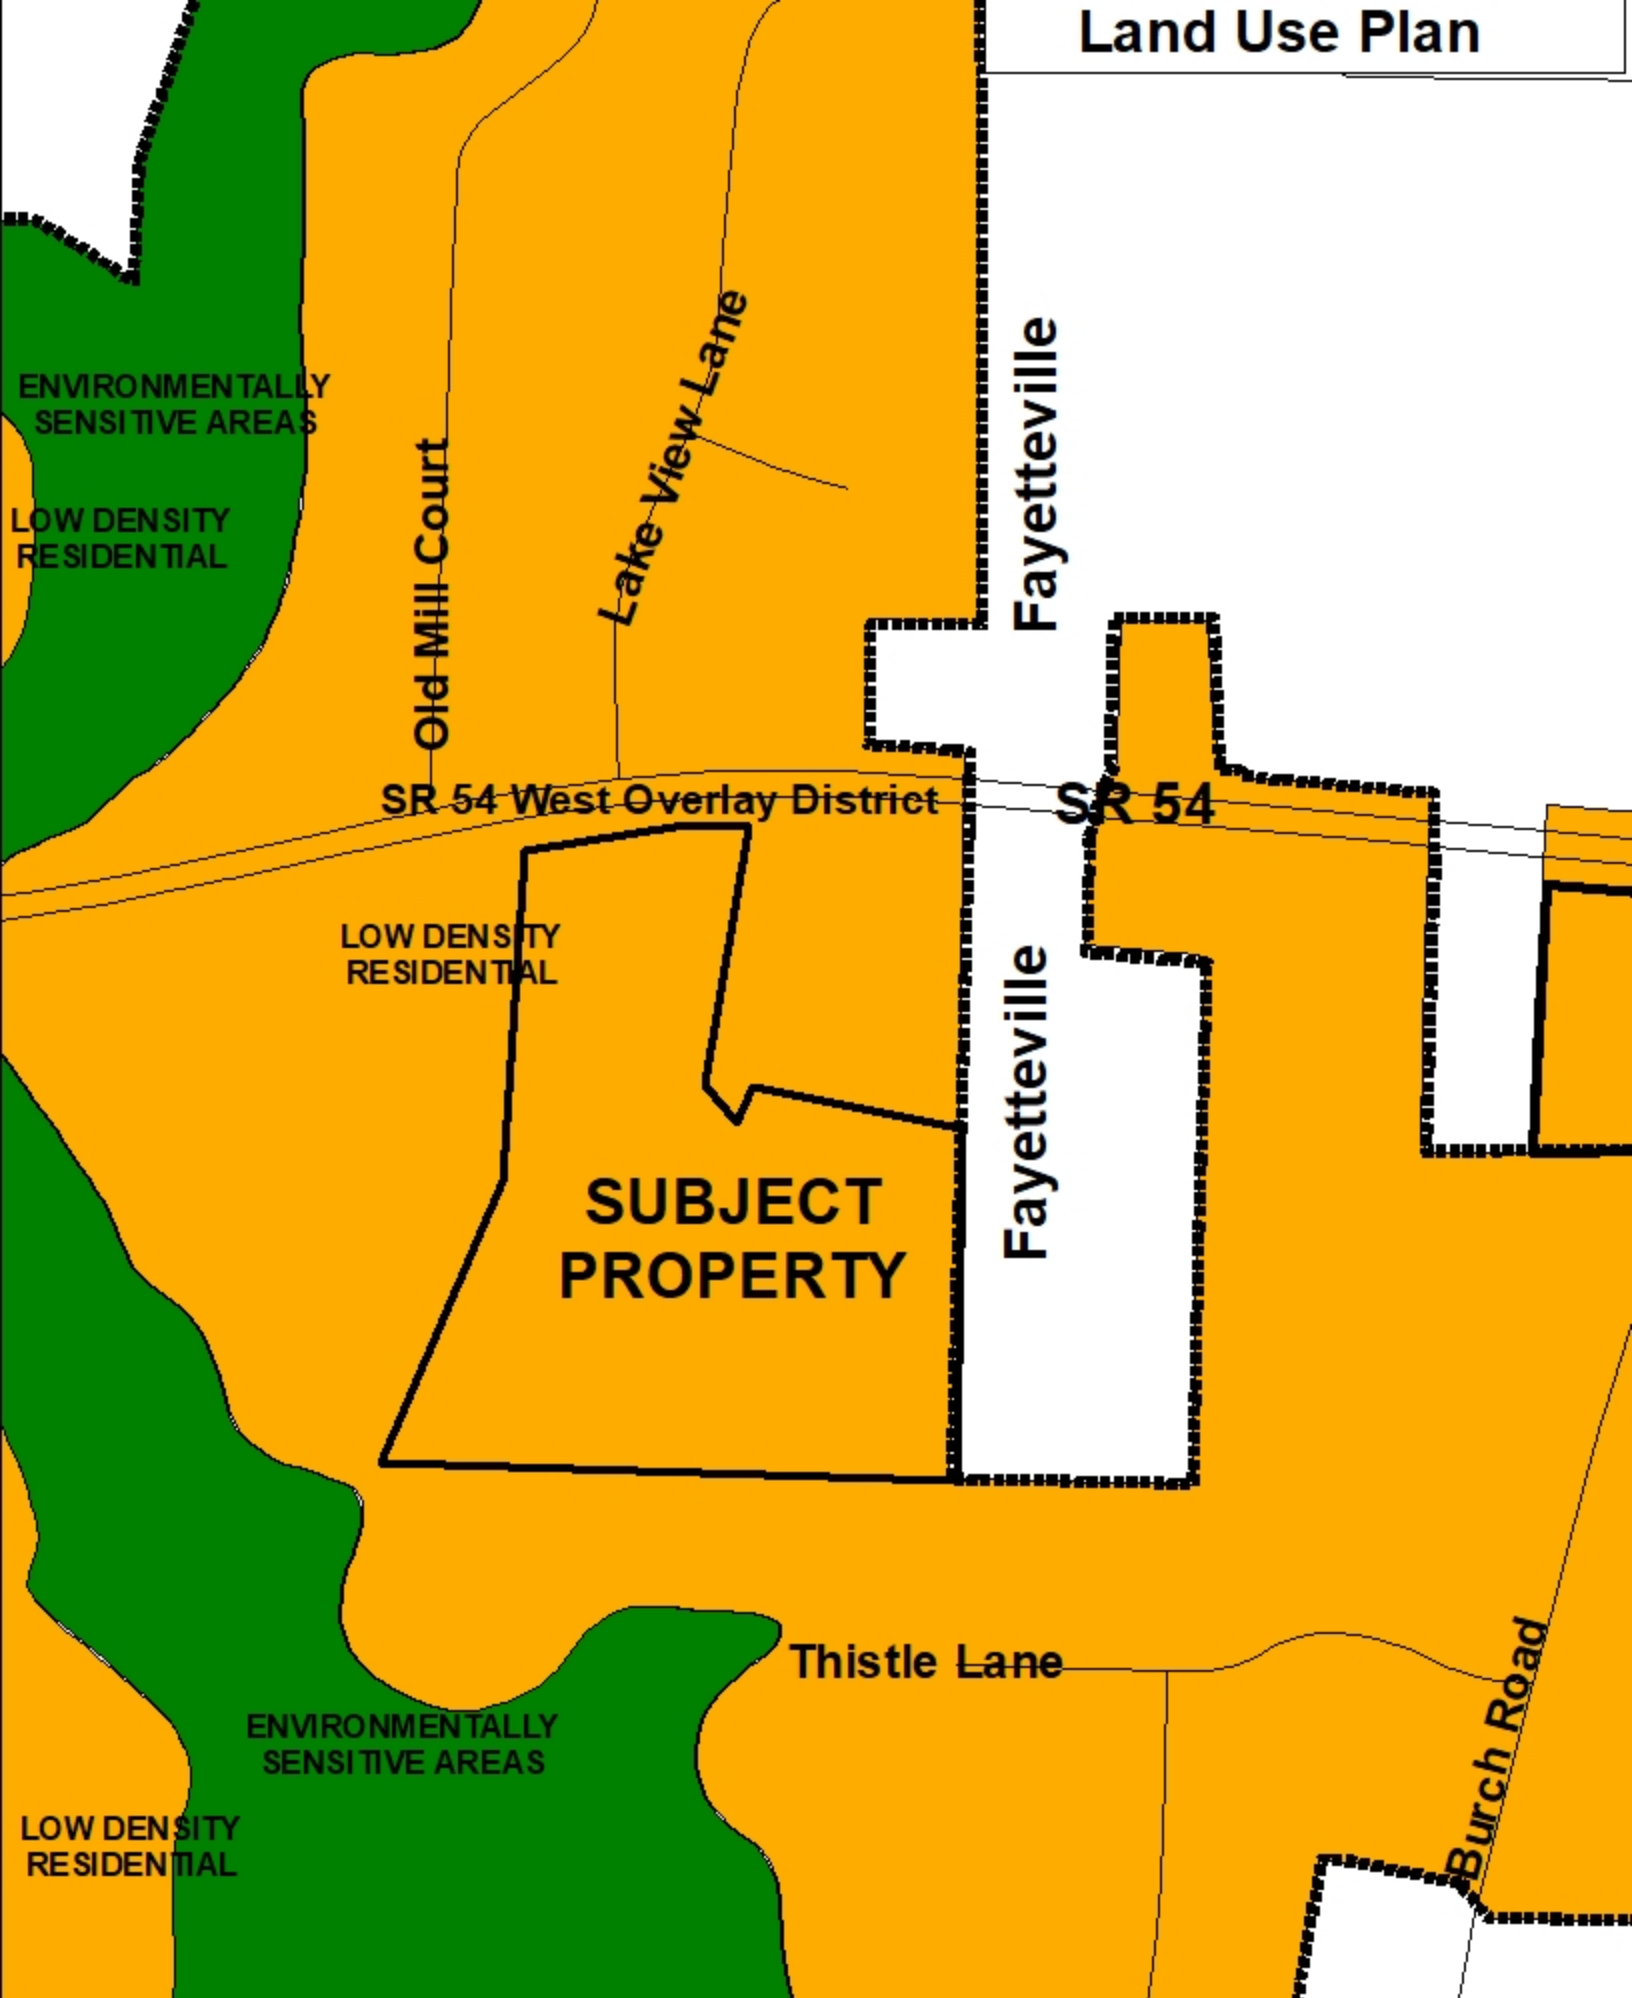 Land Use Plan
Fayetteville
ENVIRONMENTALLY
SENSITIVE AREAS
Lake View Lane
Old Mill Court
LOW DENSITY
RESIDENTIAL
SR 54 West Overlay District
SR 54
LOW DENSITY
RESIDENTIAL
Fayetteville
SUBJECT
PROPERTY
Thistle Lane
Burch Road
ENVIRONMENTALLY
SENSITIVE AREAS
LOW DENSITY
RESIDENTIAL